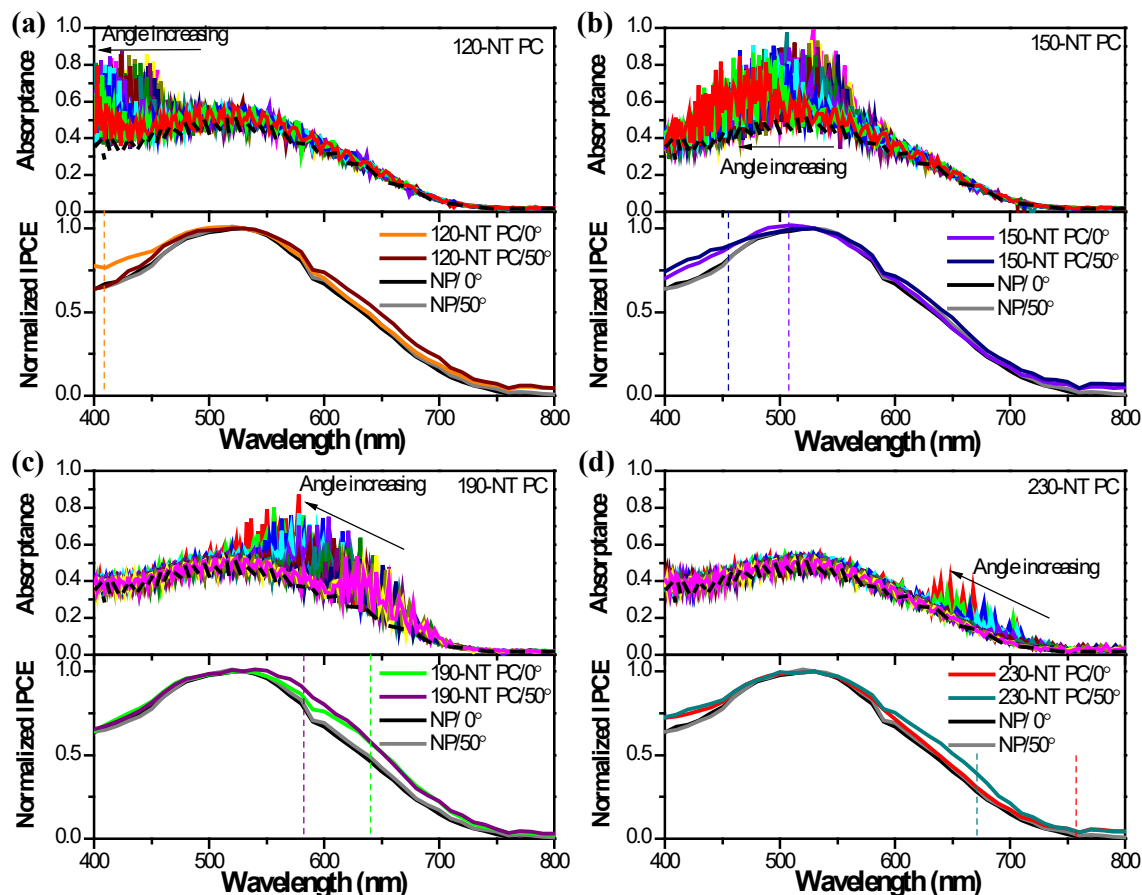 (a)
Angle increasing
120-NT PC
Absorptance
1.0
0.8
0.6
0.4
0.2
0.0
120-NT PC/0°
120-NT PC/50°
NP/ 0°
NP/50°
Normalized IPCE
1.0
0.5
0.0
400 500 600 700 800
Wavelength (nm)
(b)
150-NT PC
Angle increasing
Absorptance
1.0
0.8
0.6
0.4
0.2
0.0
150-NT PC/0°
150-NT PC/50°
NP/ 0°
NP/50°
Normalized IPCE
1.0
0.5
0.0
400 500 600 700 800
Wavelength (nm)
(c)
Angle increasing
190-NT PC
Absorptance
1.0
0.8
0.6
0.4
0.2
0.0
190-NT PC/0°
190-NT PC/50°
NP/ 0°
NP/50°
Normalized IPCE
1.0
0.5
0.0
400 500 600 700 800
Wavelength (nm)
(d)
230-NT PC
Angle increasing
Absorptance
1.0
0.8
0.6
0.4
0.2
0.0
230-NT PC/0°
230-NT PC/50°
NP/ 0°
NP/50°
Normalized IPCE
1.0
0.5
0.0
400 500 600 700 800
Wavelength (nm)